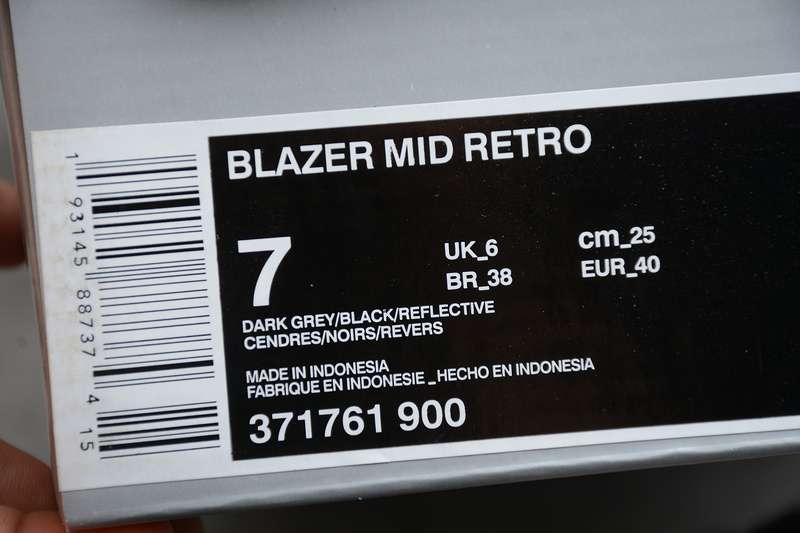 BLAZER MID RETRO
7
UK_6
cm_25
BR_38
EUR_40
DARK GREY/BLACK/REFLECTIVE
CENDRES/NOIRS/REVERS
MADE IN INDONESIA
FABRIQUE EN INDONESIE _HECHO EN INDONESIA
371761 900
1 93145 88737 4 15